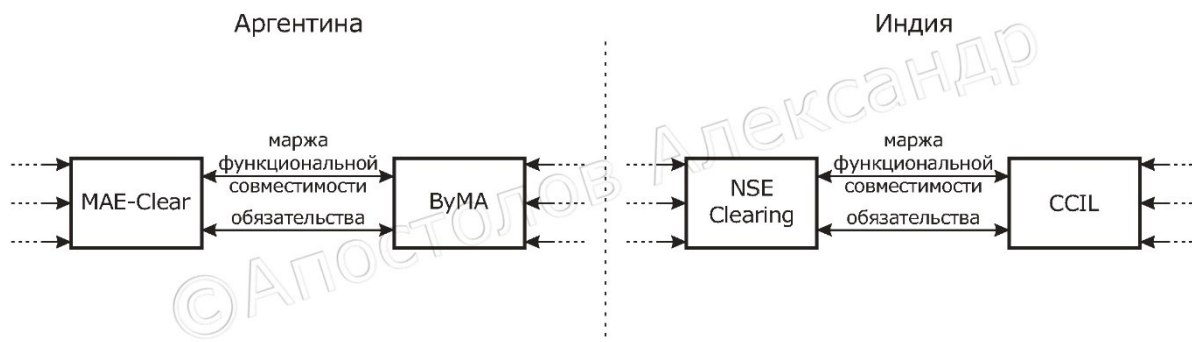 Аргентина
Индия
маржа
функциональной
совместимости
обязательства
MAE-Clear
ByMA
маржа
функциональной
совместимости
обязательства
NSE
Clearing
CCIL
©Апостолов Александр